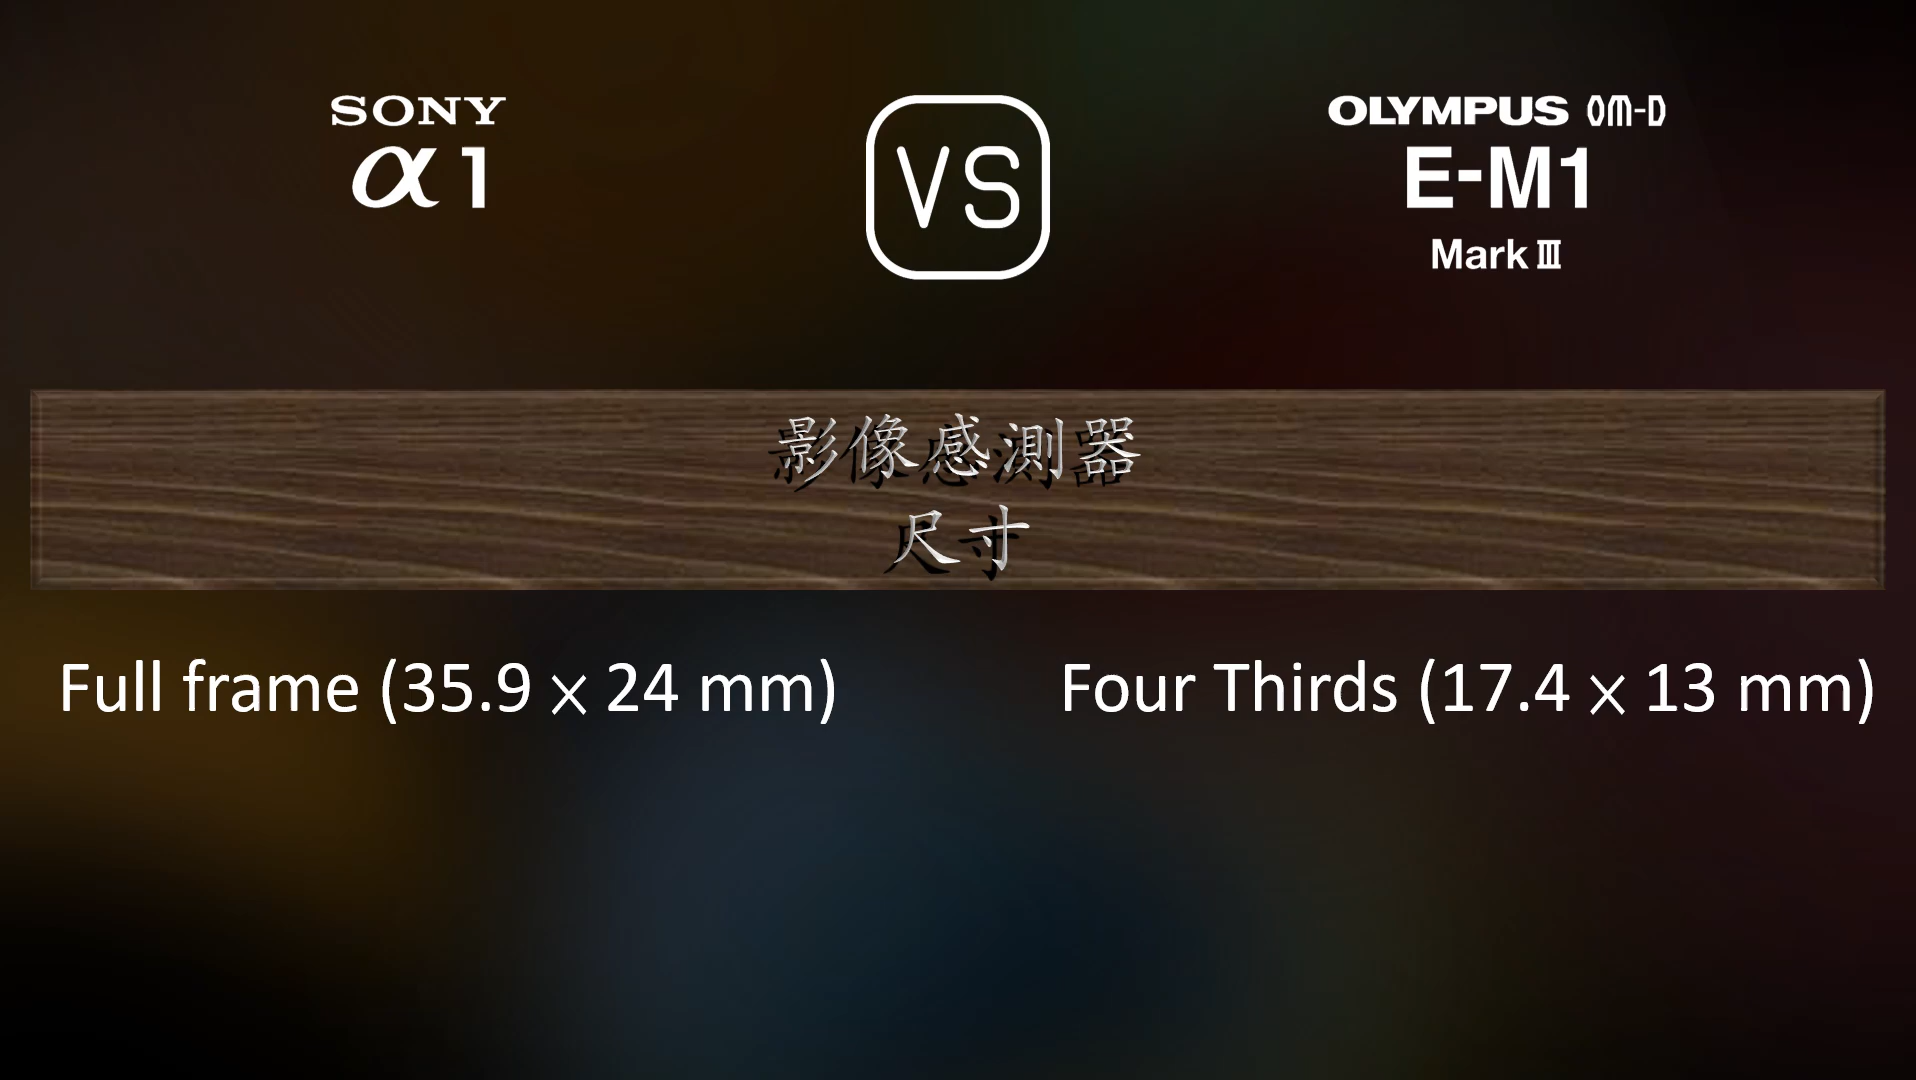 SONY
α1
VS
OLYMPUS OM-D
E-M1
Mark III
影像感測器
尺寸
Full frame (35.9 x 24 mm)
Four Thirds (17.4 x 13 mm)